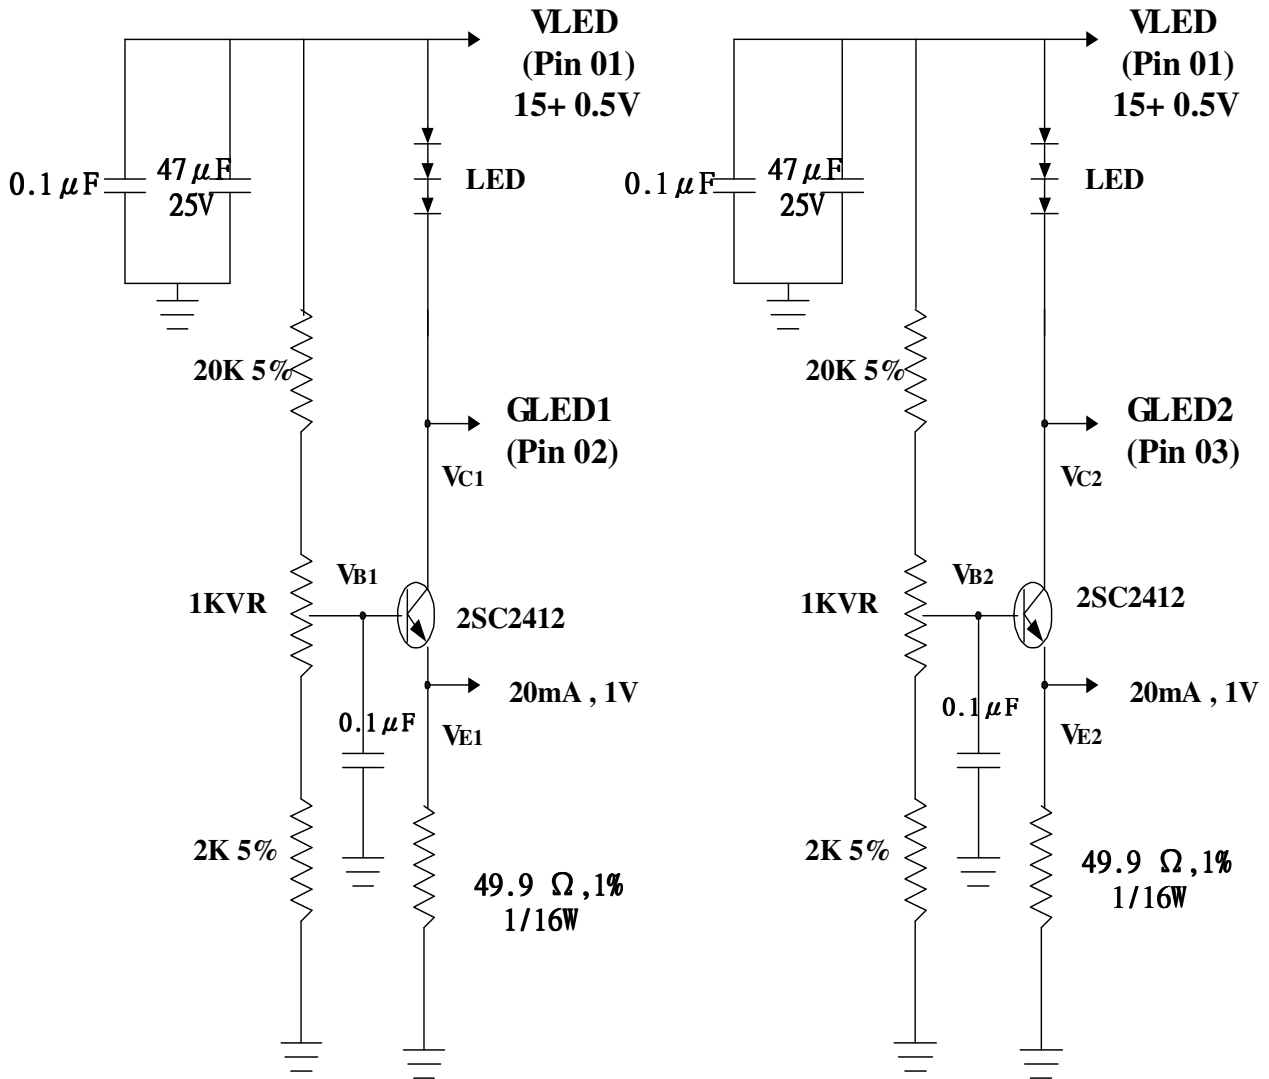 VLED
(Pin 01)
15+ 0.5V
0.1μF
47μF
25V
LED
20K 5%
GLED1
(Pin 02)
VC1
VB1
1KVR
2SC2412
20mA , 1V
0.1μF
VE1
2K 5%
49.9 Ω,1%
1/16W
VLED
(Pin 01)
15+ 0.5V
0.1μF
47μF
25V
LED
20K 5%
GLED2
(Pin 03)
VC2
VB2
1KVR
2SC2412
20mA , 1V
0.1μF
VE2
2K 5%
49.9 Ω,1%
1/16W